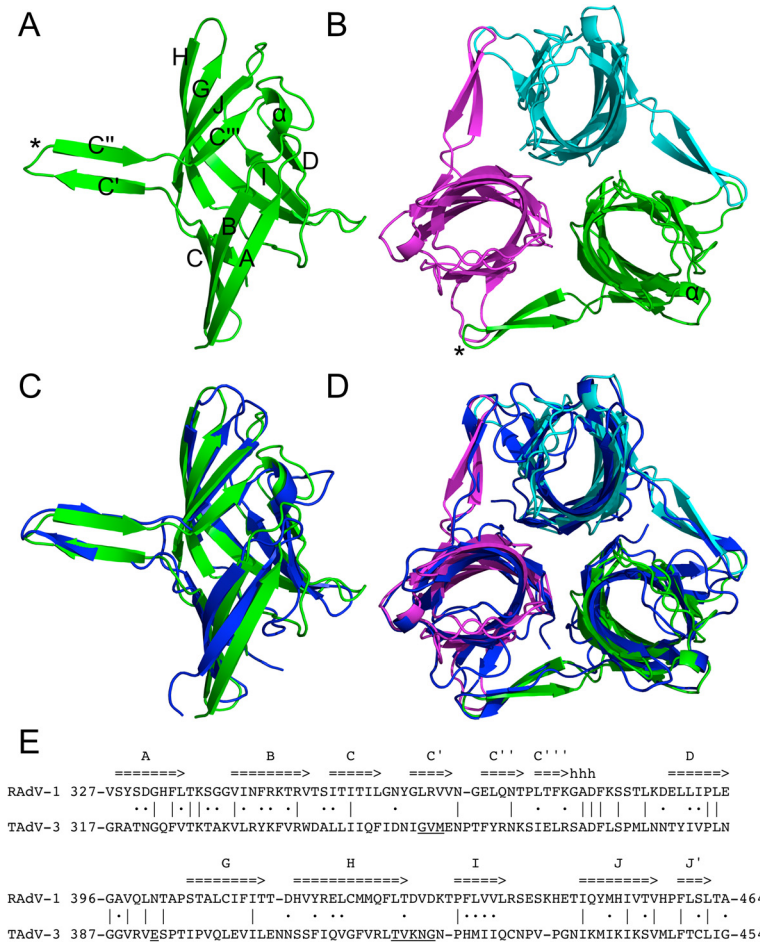 A
B
H
G
J
α
*
C''
C'''
D
C'
I
B
C
A
α
*
C
D
E
A B C C' C'' C''' D
======> =======> =====> ====> =====> ===>hhh ======>
RAdV-1 327-VSYSDGHFLTKSGGVINFRKTRVTSITITILGNYGLRVVN-GELQNTPLTFKGADFKSSTLKDELLIPLE
TAdV-3 317-GRATNGQFVTKTAKVLRYKFVRWDALLIIQFIDNIGVMENPTFYRNKSIELRSADFLSPMLNNTYIVPLN
G H I J J'
=======> ===========> =====> =======> ===>
RAdV-1 396-GAVQLNTAPSTALCIFITT-DHVYRELCMMQFLTDVDKTPFLVVLRSESKHETIQYMHIVTVHPFLSLTA-464
TAdV-3 387-GGVRVESPTIPVQLEVILENNSSFIQVGFVRLTVKNGN-PHMIIQCNPV-PGNIKMIKIKSVMLFTCLIG-454